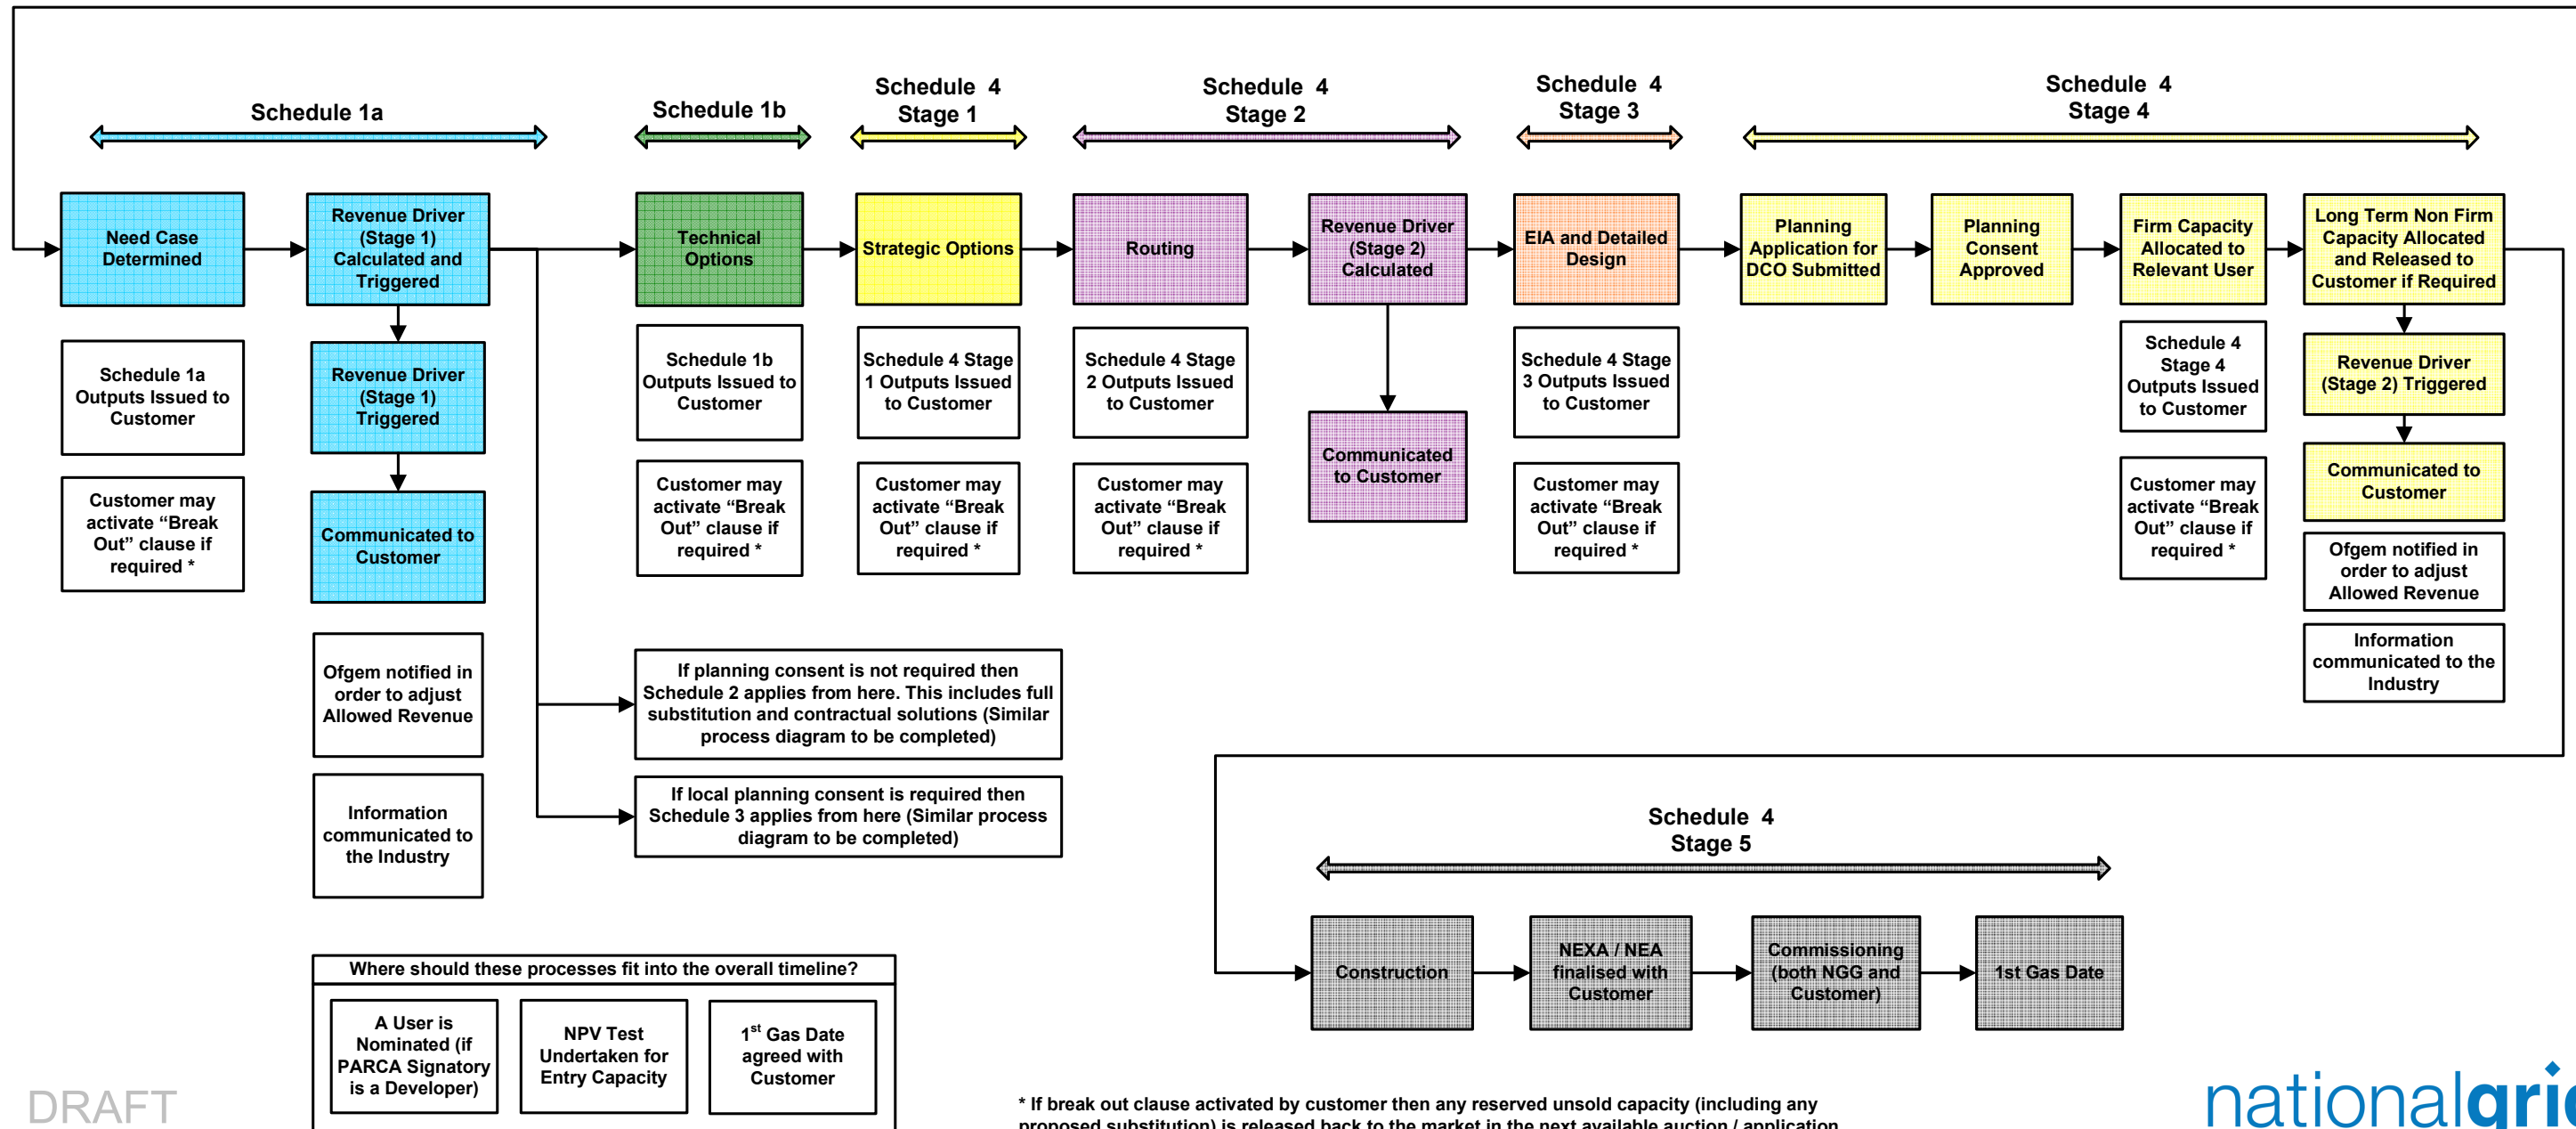 Schedule 1a
Schedule 1b
Schedule 4
Stage 1
Schedule 4
Stage 2
Schedule 4
Stage 3
Schedule 4
Stage 4
Need Case
Determined
Revenue Driver
(Stage 1)
Calculated and
Triggered
Technical
Options
Strategic Options
Routing
Revenue Driver
(Stage 2)
Calculated
EIA and Detailed
Design
Planning
Application for
DCO Submitted
Planning
Consent
Approved
Firm Capacity
Allocated to
Relevant User
Long Term Non Firm
Capacity Allocated
and Released to
Customer if Required
Schedule 1a
Outputs Issued to
Customer
Revenue Driver
(Stage 1)
Triggered
Schedule 1b
Outputs Issued to
Customer
Schedule 4 Stage
1 Outputs Issued
to Customer
Schedule 4 Stage
2 Outputs Issued
to Customer
Communicated
to Customer
Schedule 4 Stage
3 Outputs Issued
to Customer
Schedule 4
Stage 4
Outputs Issued
to Customer
Revenue Driver
(Stage 2) Triggered
Customer may
activate “Break
Out” clause if
required *
Communicated to
Customer
Customer may
activate “Break
Out” clause if
required *
Customer may
activate “Break
Out” clause if
required *
Customer may
activate “Break
Out” clause if
required *
Customer may
activate “Break
Out” clause if
required *
Customer may
activate “Break
Out” clause if
required *
Communicated to
Customer
Ofgem notified in
order to adjust
Allowed Revenue
Information
communicated to the
Industry
Ofgem notified in
order to adjust
Allowed Revenue
Information
communicated to
the Industry
If planning consent is not required then
Schedule 2 applies from here. This includes full
substitution and contractual solutions (Similar
process diagram to be completed)
If local planning consent is required then
Schedule 3 applies from here (Similar process
diagram to be completed)
Schedule 4
Stage 5
Construction
NEXA / NEA
finalised with
Customer
Commissioning
(both NGG and
Customer)
1st Gas Date
Where should these processes fit into the overall timeline?
A User is
Nominated (if
PARCA Signatory
is a Developer)
NPV Test
Undertaken for
Entry Capacity
1st Gas Date
agreed with
Customer
* If break out clause activated by customer then any reserved unsold capacity (including any
proposed substitution) is released back to the market in the next available auction / application
DRAFT
nationalgrid